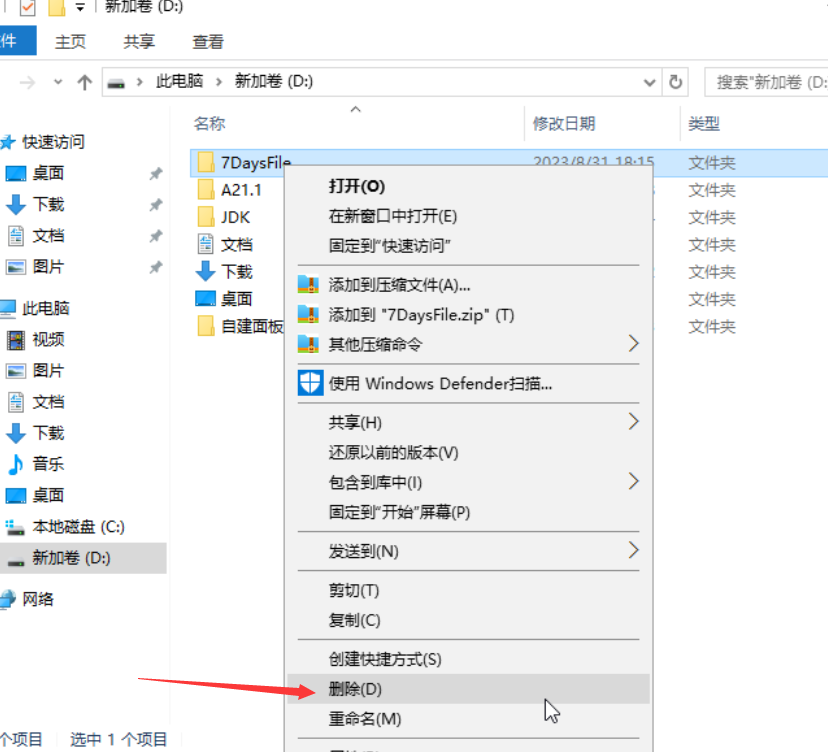 新加卷 (D:)
件 主页 共享 查看
此电脑 新加卷 (D:) 搜索"新加卷 (D:
名称 修改日期 类型
快速访问
桌面
下载
文档
图片
此电脑
视频
图片
文档
下载
音乐
桌面
本地磁盘 (C:)
新加卷 (D:)
网络
7DaysFile 2023/8/31 18:15 文件夹
A21.1 文件夹
JDK 文件夹
文档 文件夹
下载 文件夹
桌面 文件夹
自建面板 文件夹
打开(O)
在新窗口中打开(E)
固定到"快速访问"
添加到压缩文件(A)...
添加到 "7DaysFile.zip" (T)
其他压缩命令
使用 Windows Defender扫描...
共享(H)
还原以前的版本(V)
包含到库中(I)
固定到"开始"屏幕(P)
发送到(N)
剪切(T)
复制(C)
创建快捷方式(S)
删除(D)
重命名(M)
个项目 选中 1 个项目